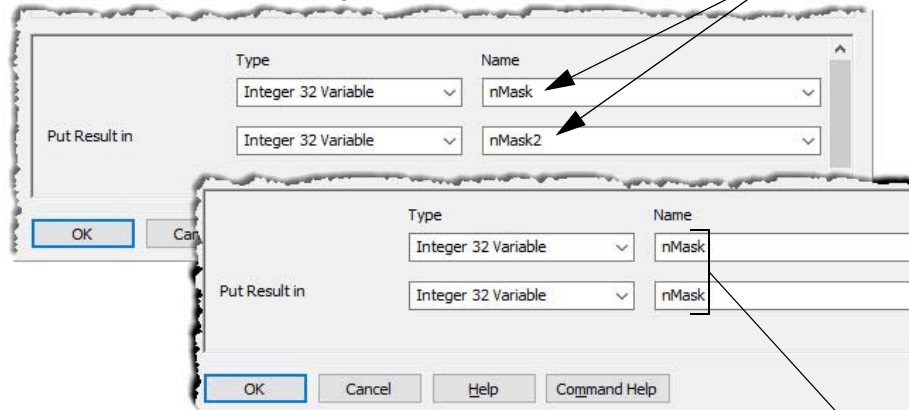 Type Name
Integer 32 Variable nMask
Put Result in Integer 32 Variable nMask2
OK Can
Type Name
Integer 32 Variable nMask
Put Result in Integer 32 Variable nMask
OK Cancel Help Command Help